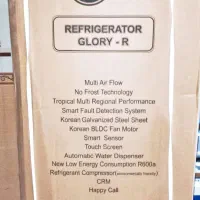 REFRIGERATOR
GLORY - R
Multi Air Flow
No Frost Technology
Tropical Multi Regional Performance
Smart Fault Detection System
Korean Galvanized Steel Sheet
Korean BLDC Fan Motor
Smart Sensor
Touch Screen
Automatic Water Dispenser
New Low Energy Consumption R600a
Refrigerant Compressor(environmentally friendly)
CRM
Happy Call